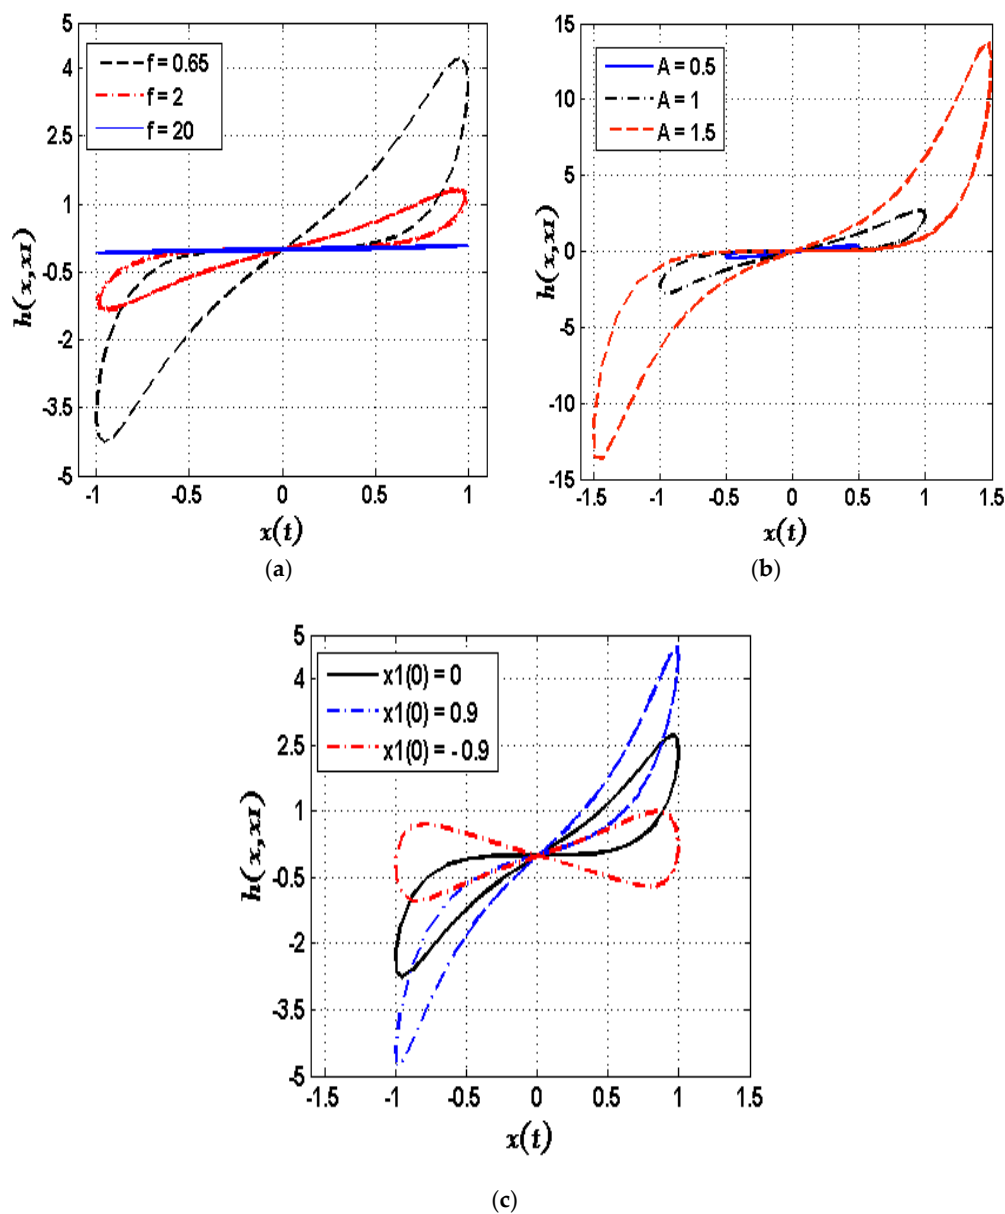 5
4
2.5
1
-0.5
-2
-3.5
-5
f = 0.65
f = 2
f = 20
h(x,x1)
-1
-0.5
0
0.5
1
x(t)
(a)
15
10
5
0
-5
-10
-15
A = 0.5
A = 1
A = 1.5
h(x,x1)
-1.5
-1
-0.5
0
0.5
1
1.5
x(t)
(b)
5
4
2.5
1
-0.5
-2
-3.5
-5
x1(0) = 0
x1(0) = 0.9
x1(0) = - 0.9
h(x,x1)
-1.5
-1
-0.5
0
0.5
1
1.5
x(t)
(c)